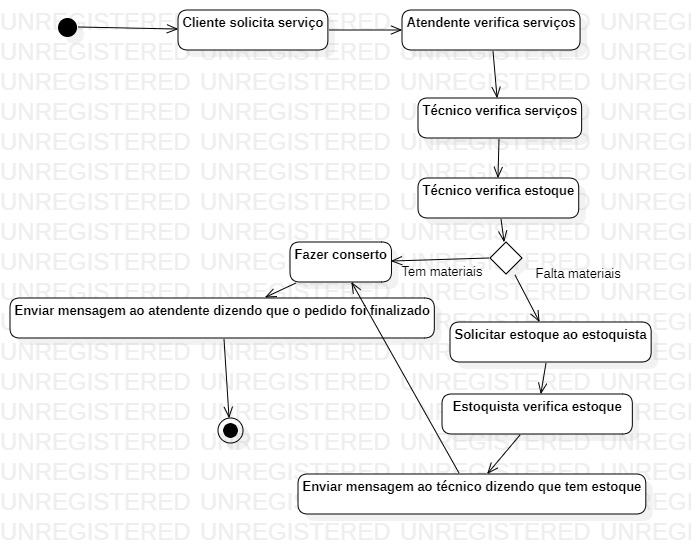 Cliente solicita serviço
Atendente verifica serviços
Técnico verifica serviços
Técnico verifica estoque
Fazer conserto
Tem materiais
Falta materiais
Enviar mensagem ao atendente dizendo que o pedido foi finalizado
Solicitar estoque ao estoquista
Estoquista verifica estoque
Enviar mensagem ao técnico dizendo que tem estoque
UNREGISTERED